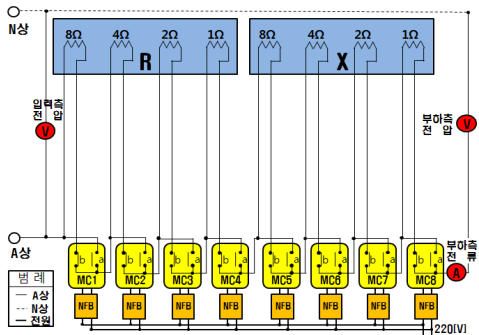 N상
8Ω 4Ω 2Ω 1Ω 8Ω 4Ω 2Ω 1Ω
R X
입력측
전 압
V
부하측
전 압
V
A상
부하측
전 류
A
b a b a b a b a b a b a b a b a
MC1 MC2 MC3 MC4 MC5 MC6 MC7 MC8
NFB NFB NFB NFB NFB NFB NFB NFB
범 례
A상
N상
전원
220[V]